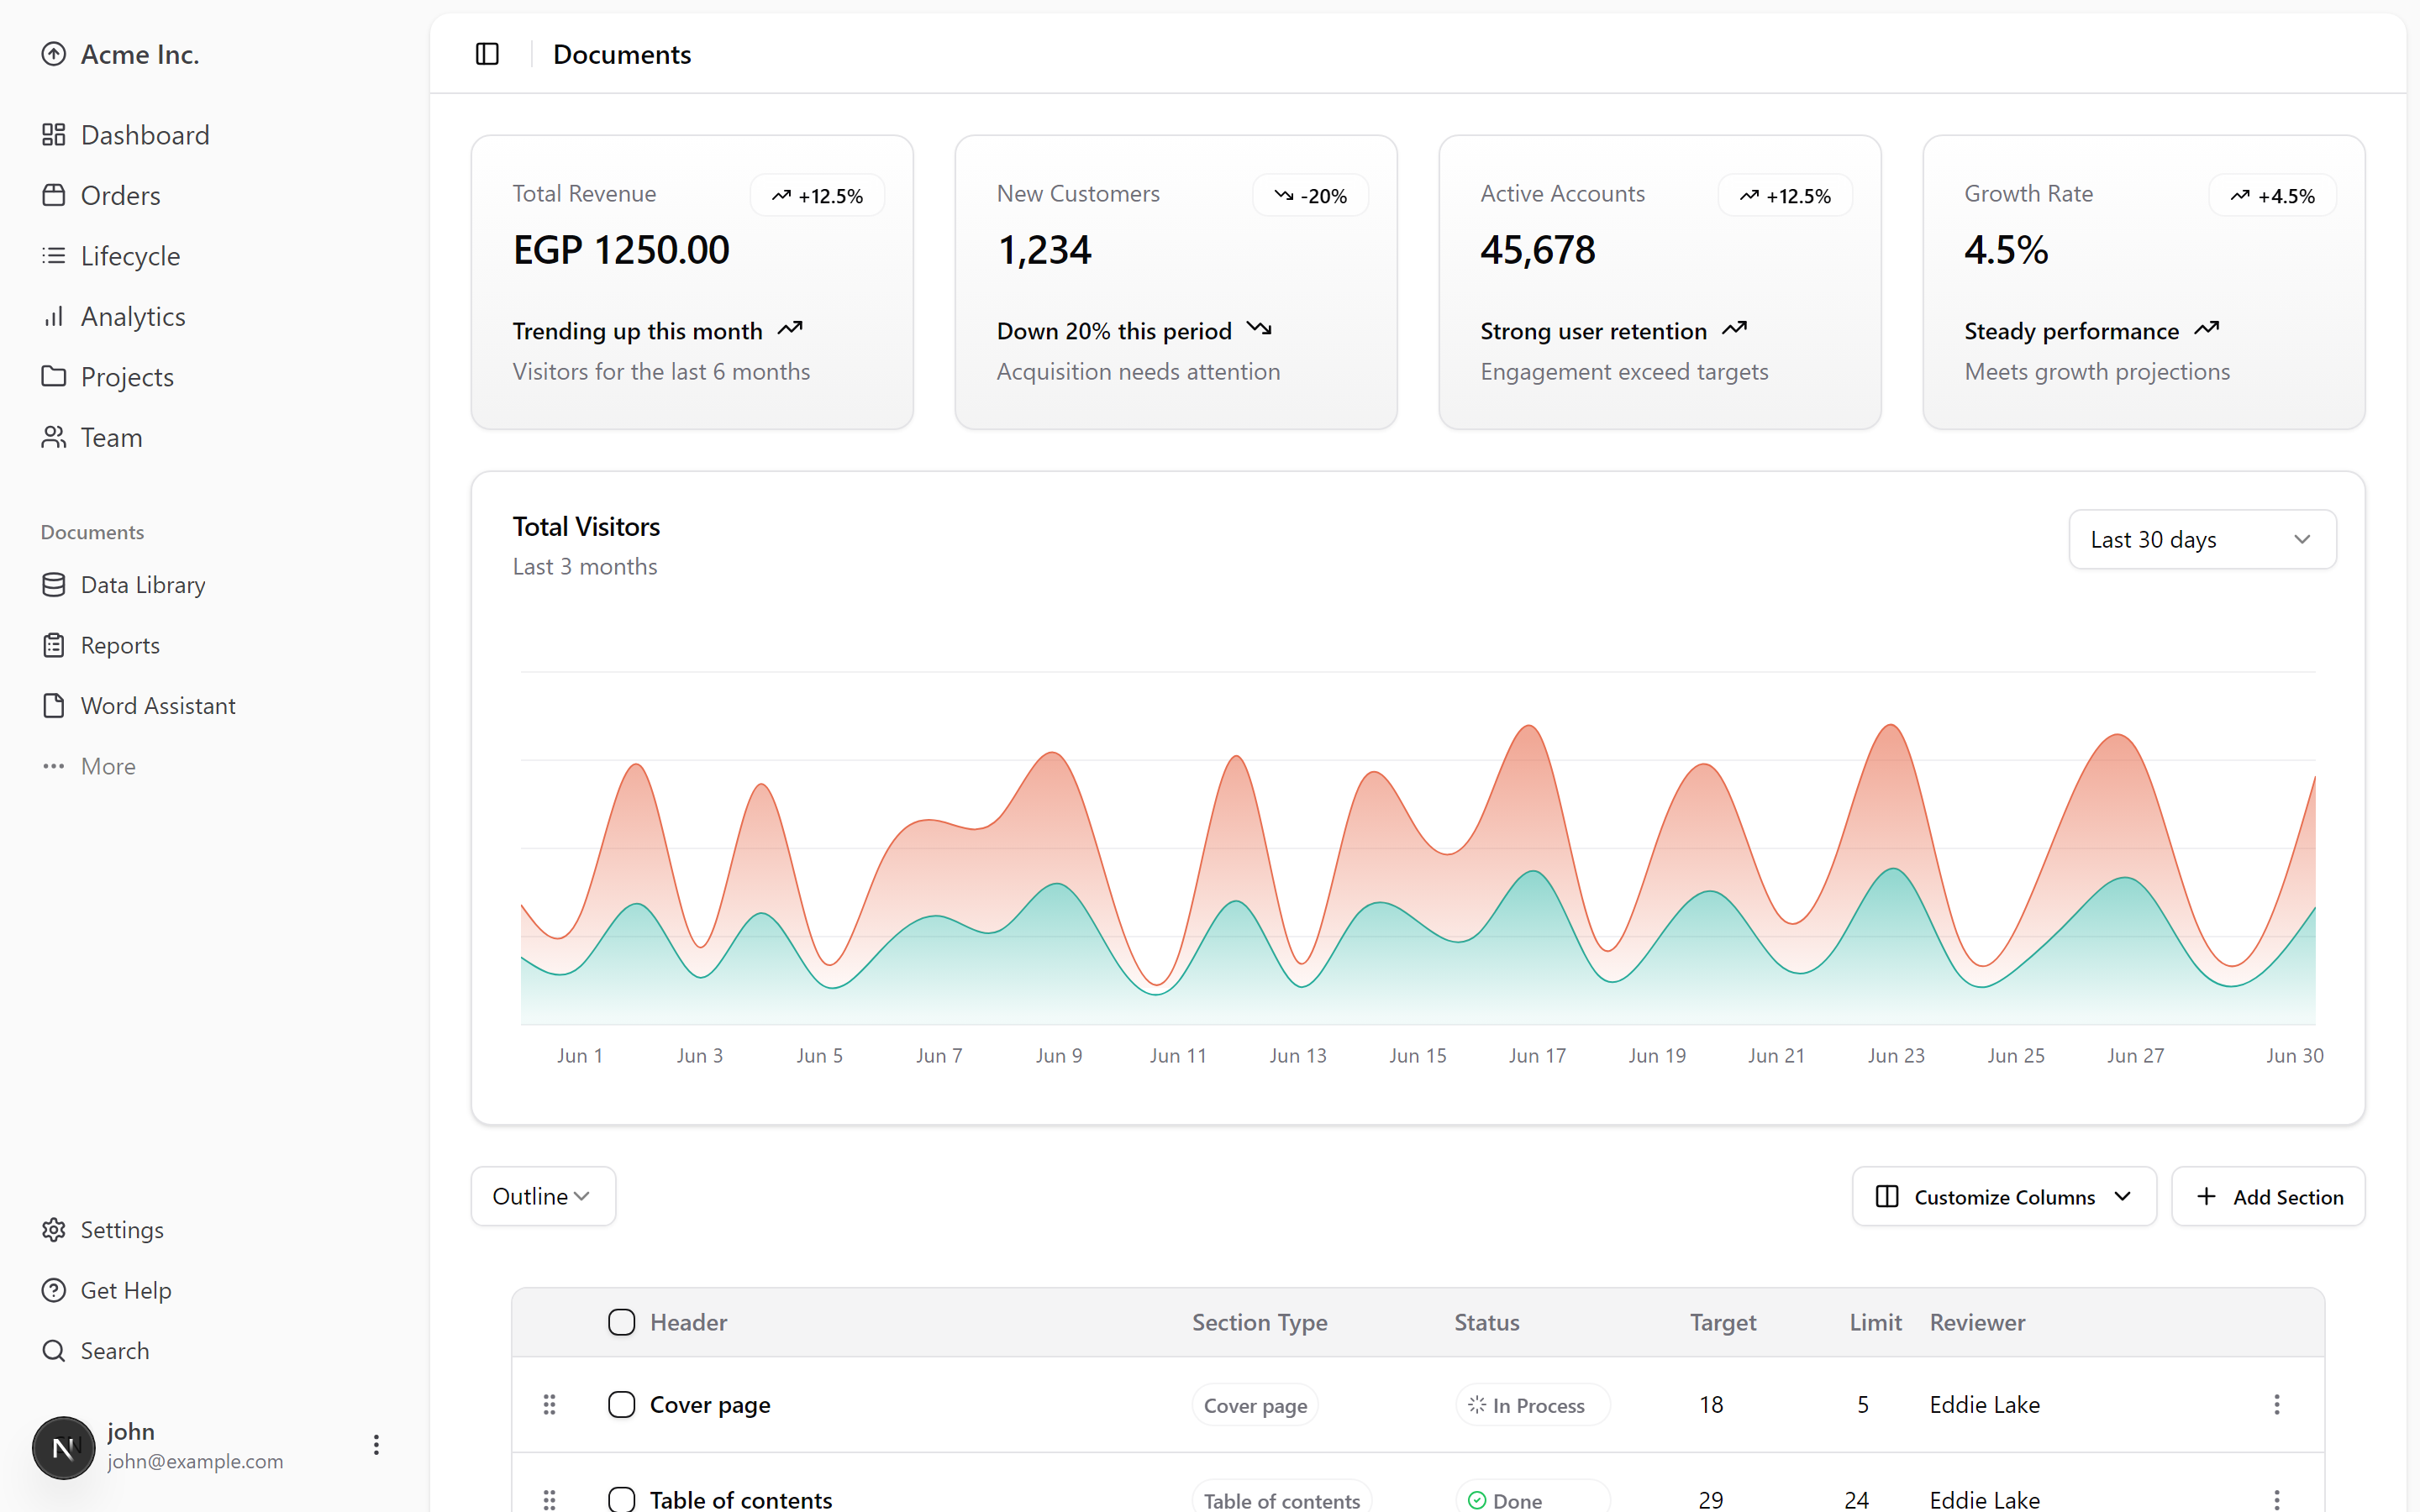 Acme Inc.
Dashboard
Orders
Lifecycle
Analytics
Projects
Team
Documents
Data Library
Reports
Word Assistant
More
Settings
Get Help
Search
N
john
john@example.com
Documents
Total Revenue
+12.5%
EGP 1250.00
Trending up this month
Visitors for the last 6 months
New Customers
-20%
1,234
Down 20% this period
Acquisition needs attention
Active Accounts
+12.5%
45,678
Strong user retention
Engagement exceed targets
Growth Rate
+4.5%
4.5%
Steady performance
Meets growth projections
Total Visitors
Last 3 months
Last 30 days
Jun 1 Jun 3 Jun 5 Jun 7 Jun 9 Jun 11 Jun 13 Jun 15 Jun 17 Jun 19 Jun 21 Jun 23 Jun 25 Jun 27 Jun 30
Outline
Customize Columns
Add Section
Header Section Type Status Target Limit Reviewer
Cover page Cover page In Process 18 5 Eddie Lake
Table of contents Table of contents Done 29 24 Eddie Lake